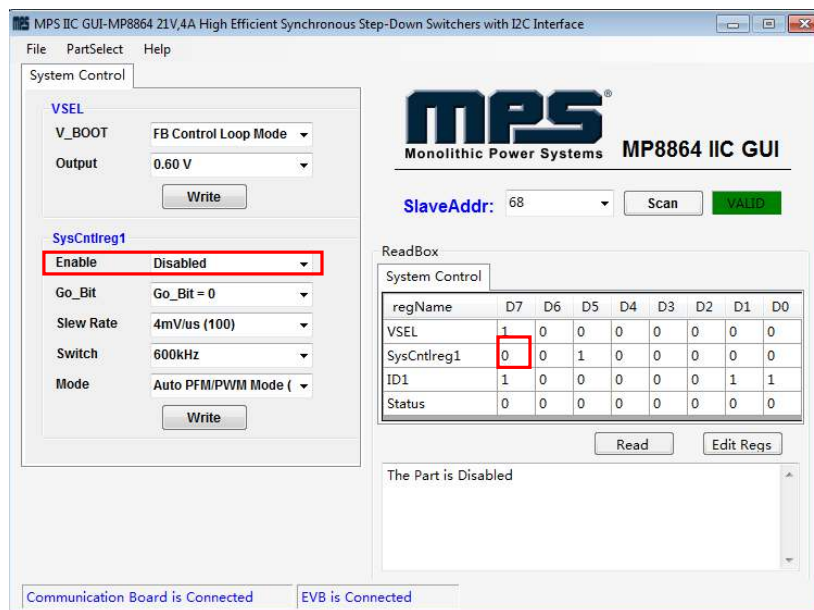 MPS IIC GUI-MP8864 21V,4A High Efficient Synchronous Step-Down Switchers with I2C Interface
File PartSelect Help
System Control
VSEL
V_BOOT FB Control Loop Mode
Output 0.60 V
Write
SysCntlreg1
Enable Disabled
Go_Bit Go_Bit = 0
Slew Rate 4mV/us (100)
Switch 600kHz
Mode Auto PFM/PWM Mode (
Write
mps®
Monolithic Power Systems MP8864 IIC GUI
SlaveAddr: 68 Scan VALID
ReadBox
System Control
regName D7 D6 D5 D4 D3 D2 D1 D0
VSEL 1 0 0 0 0 0 0 0
SysCntlreg1 0 0 1 0 0 0 0 0
ID1 1 0 0 0 0 0 1 1
Status 0 0 0 0 0 0 0 0
Read Edit Regs
The Part is Disabled
Communication Board is Connected EVB is Connected